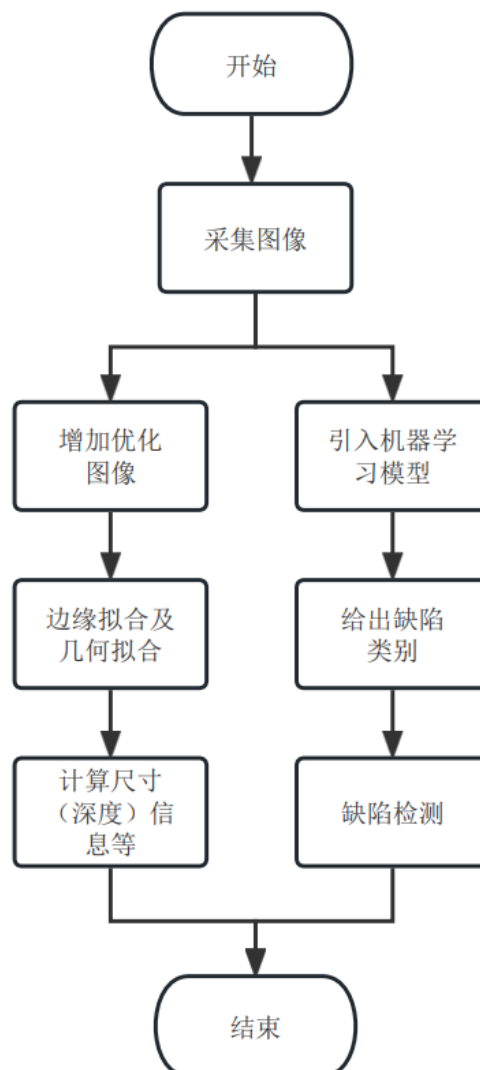 开始
采集图像
增加优化
图像
引入机器学
习模型
边缘拟合及
几何拟合
给出缺陷
类别
计算尺寸
（深度）信
息等
缺陷检测
结束